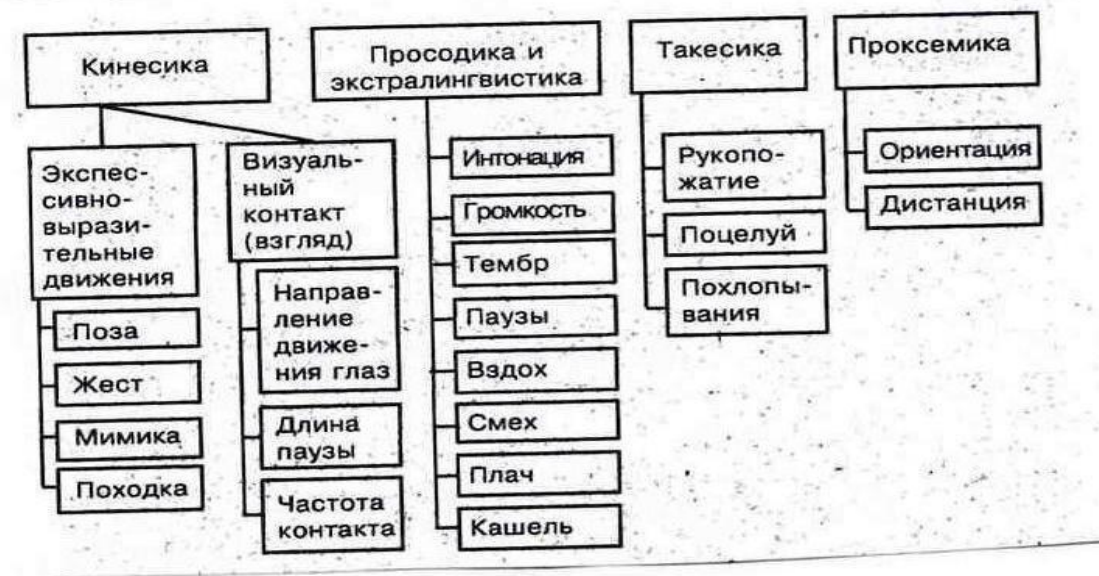 Кинесика
Экспес-
сивно-
вырази-
тельные
движения
Поза
Жест
Мимика
Походка
Визуаль-
ный
контакт
(взгляд)
Направ-
ление
движе-
ния глаз
Длина
паузы
Частота
контакта
Просодика и
экстралингвистика
Интонация
Громкость
Тембр
Паузы
Вздох
Смех
Плач
Кашель
Такесика
Рукопо-
жатие
Поцелуй
Похлопы-
вания
Проксемика
Ориентация
Дистанция